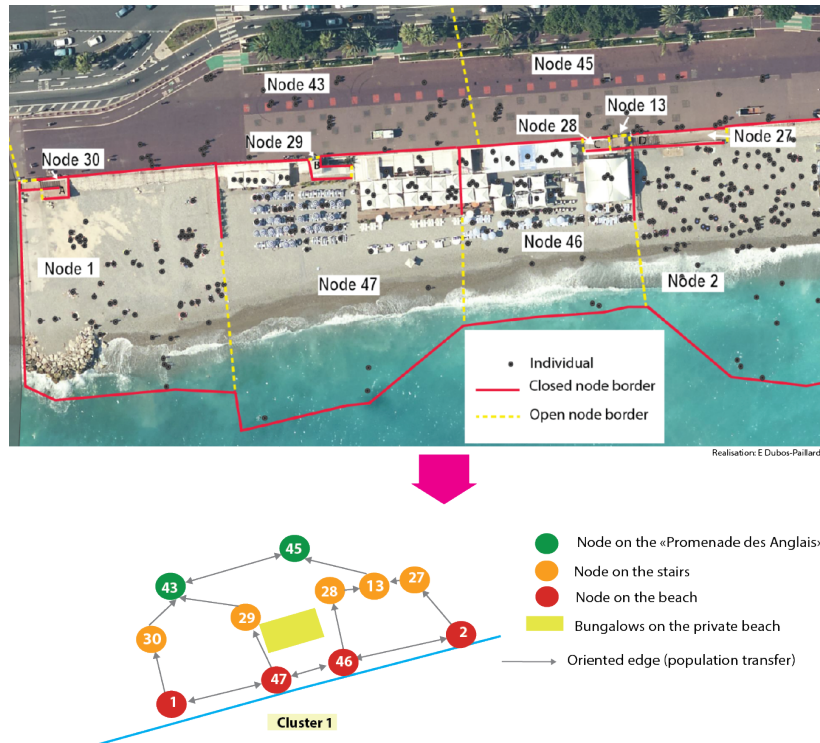 Node 45
Node 43
Node 13
Node 28
Node 27
Node 29
Node 30
B
C
D
A
Node 46
Node 1
Node 47
Node 2
Individual
Closed node border
Open node border
Realisation: E Dubos-Paillard
45
Node on the «Promenade des Anglais»
43
28
13
27
Node on the stairs
29
Node on the beach
30
2
Bungalows on the private beach
46
47
1
Oriented edge (population transfer)
Cluster 1